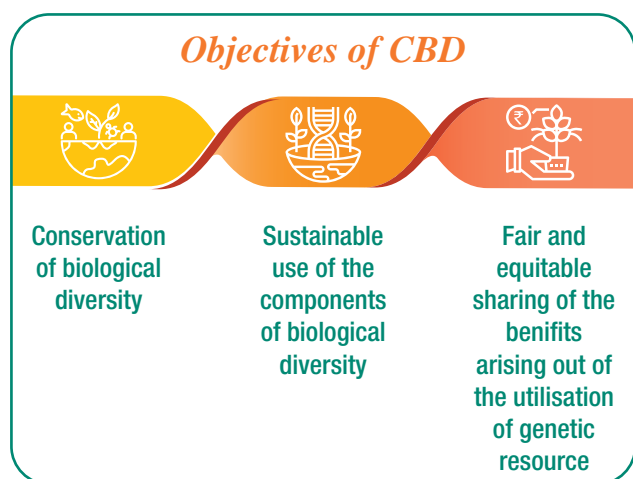 Objectives of CBD
₹
Conservation
of biological
diversity
Sustainable
use of the
components
of biological
diversity
Fair and
equitable
sharing of the
benifits
arising out of
the utilisation
of genetic
resource